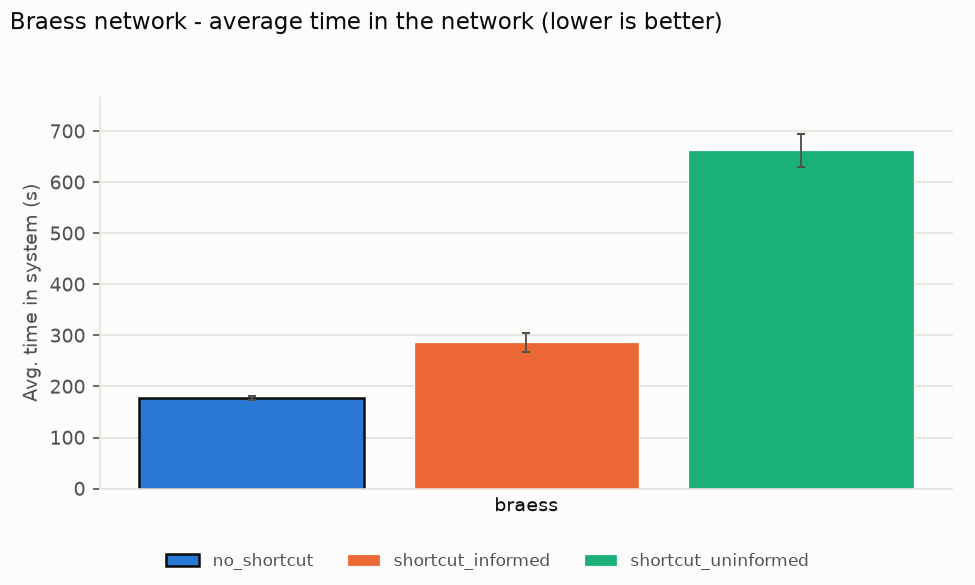 Braess network - average time in the network (lower is better)
Avg. time in system (s)
700
600
500
400
300
200
100
0
braess
no_shortcut
shortcut_informed
shortcut_uninformed